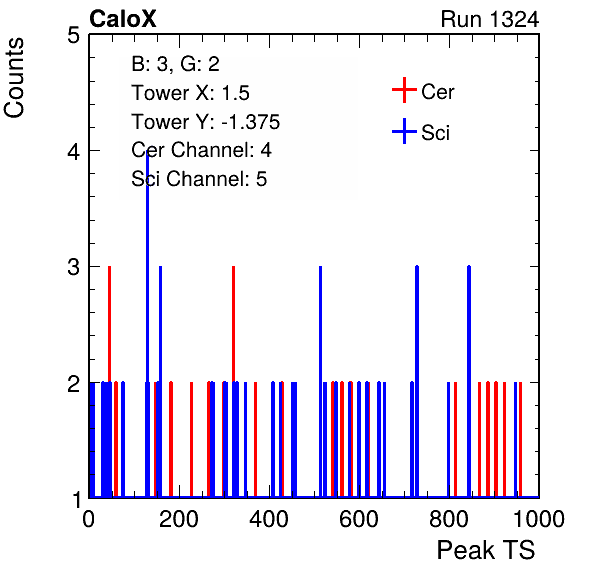 CaloX Run 1324
Counts
5
4
3
2
1
B: 3, G: 2
Tower X: 1.5
Tower Y: -1.375
Cer Channel: 4
Sci Channel: 5
Cer
Sci
0 200 400 600 800 1000
Peak TS